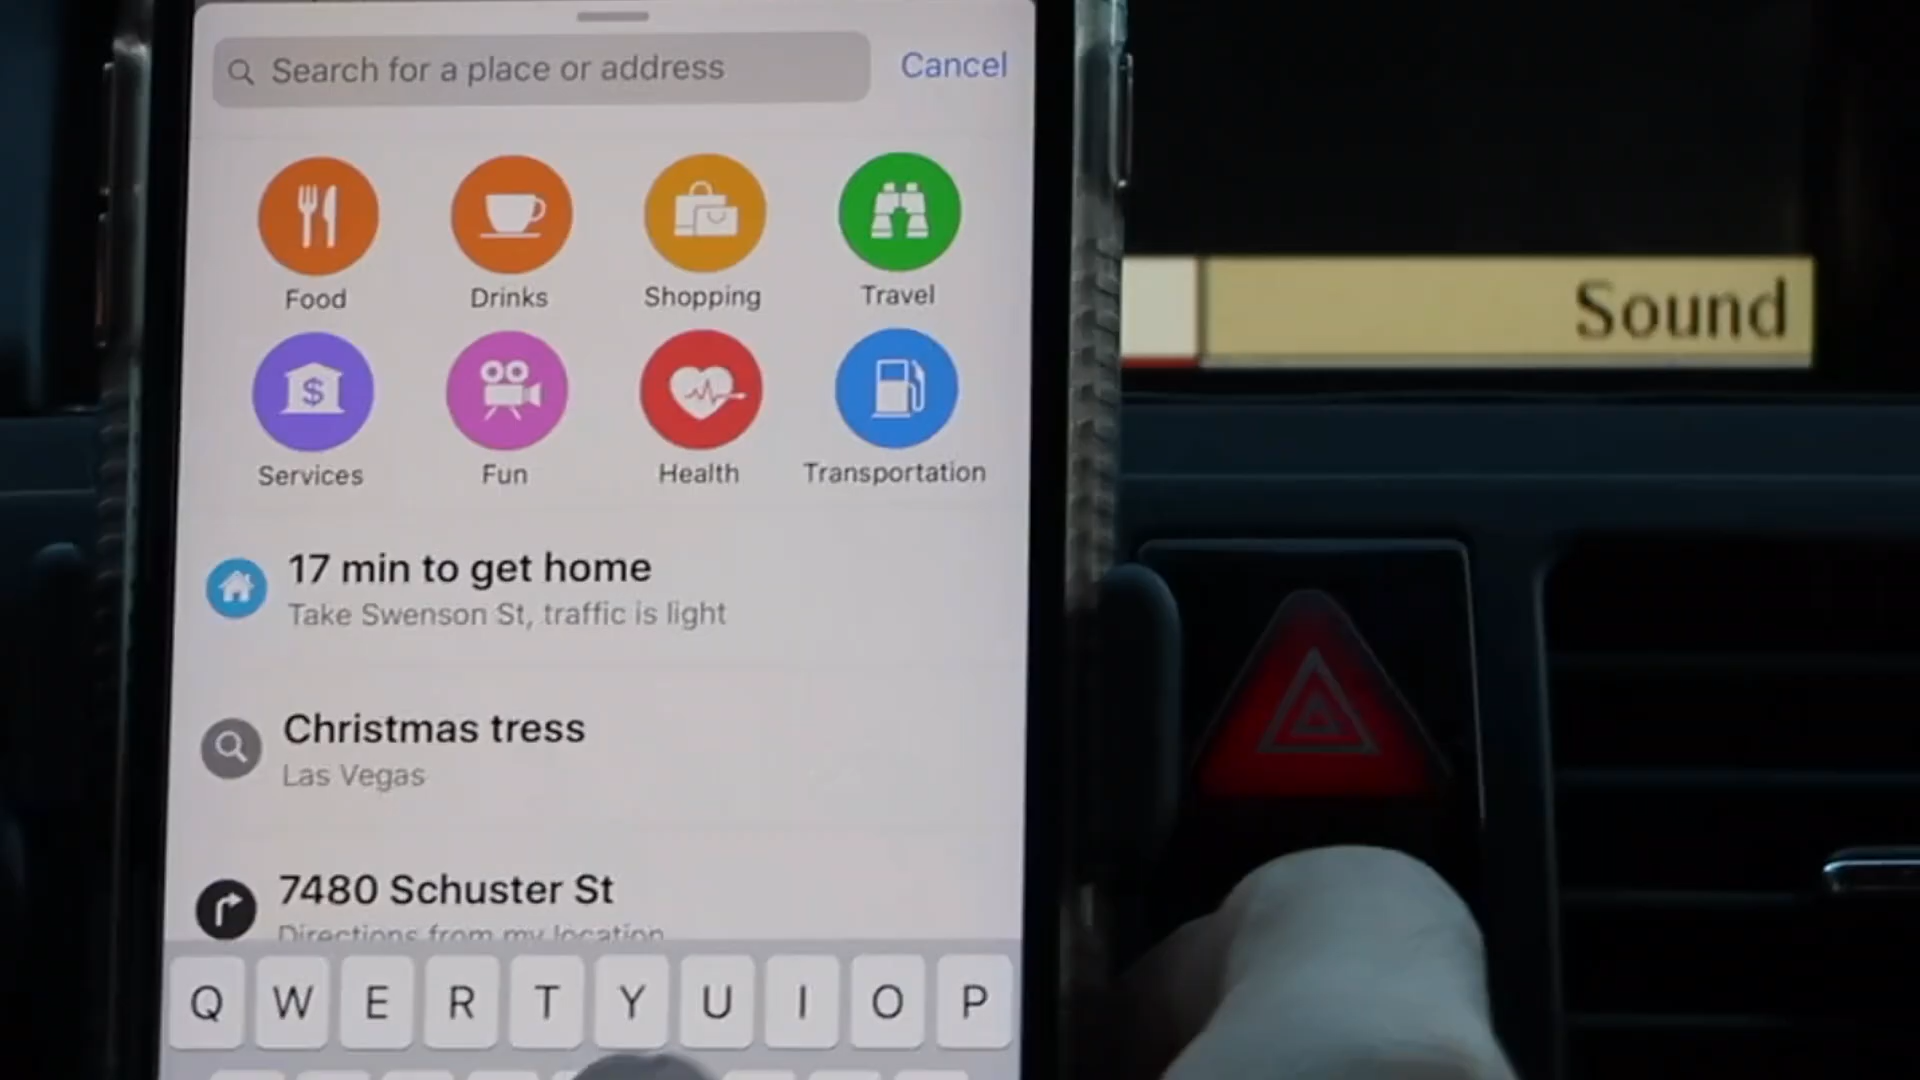 Search for a place or address
Cancel
Food
Drinks
Shopping
Travel
Sound
$
Services
Fun
Health
Transportation
17 min to get home
Take Swenson St, traffic is light
Christmas tress
Las Vegas
7480 Schuster St
Directions from my location
Q W E R T Y U I O P